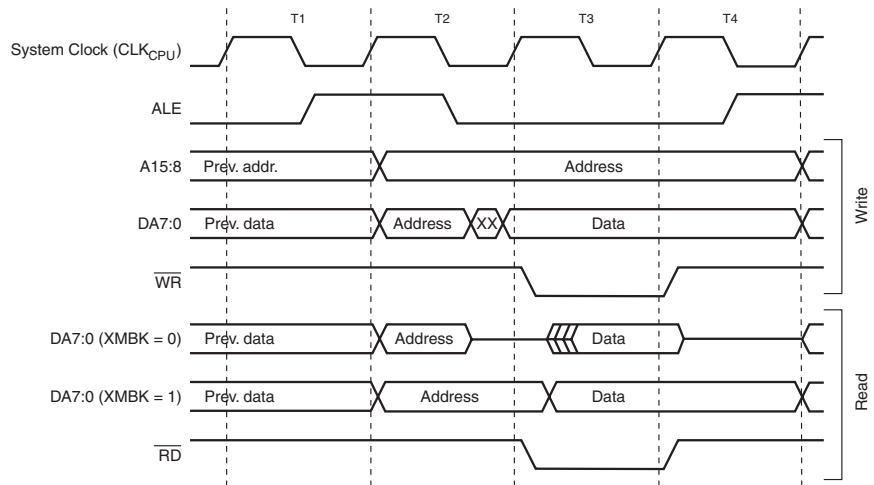 T1 T2 T3 T4
System Clock (CLKCPU)
ALE
A15:8 Prev. addr. Address
DA7:0 Prev. data Address XX Data
WR
Write
DA7:0 (XMBK = 0) Prev. data Address Data
DA7:0 (XMBK = 1) Prev. data Address Data
RD
Read